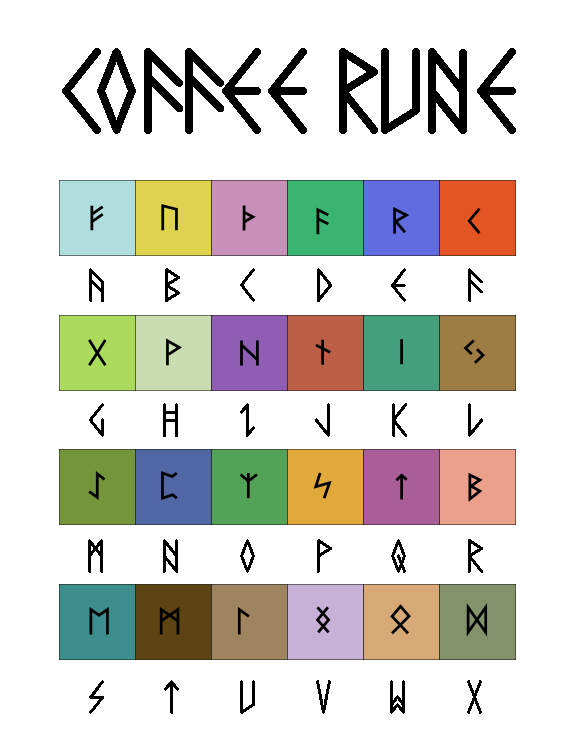 COFFEE RUNE
ᚠ ᚢ ᚦ ᚨ ᚱ ᚲ
A B C D E F
ᚷ ᚹ ᚺ ᚾ ᛁ ᛃ
G H I J K L
ᛇ ᛈ ᛉ ᛋ ᛏ ᛒ
M N O P Q R
ᛖ ᛗ ᛚ ᛝ ᛟ ᛞ
S T U V W X